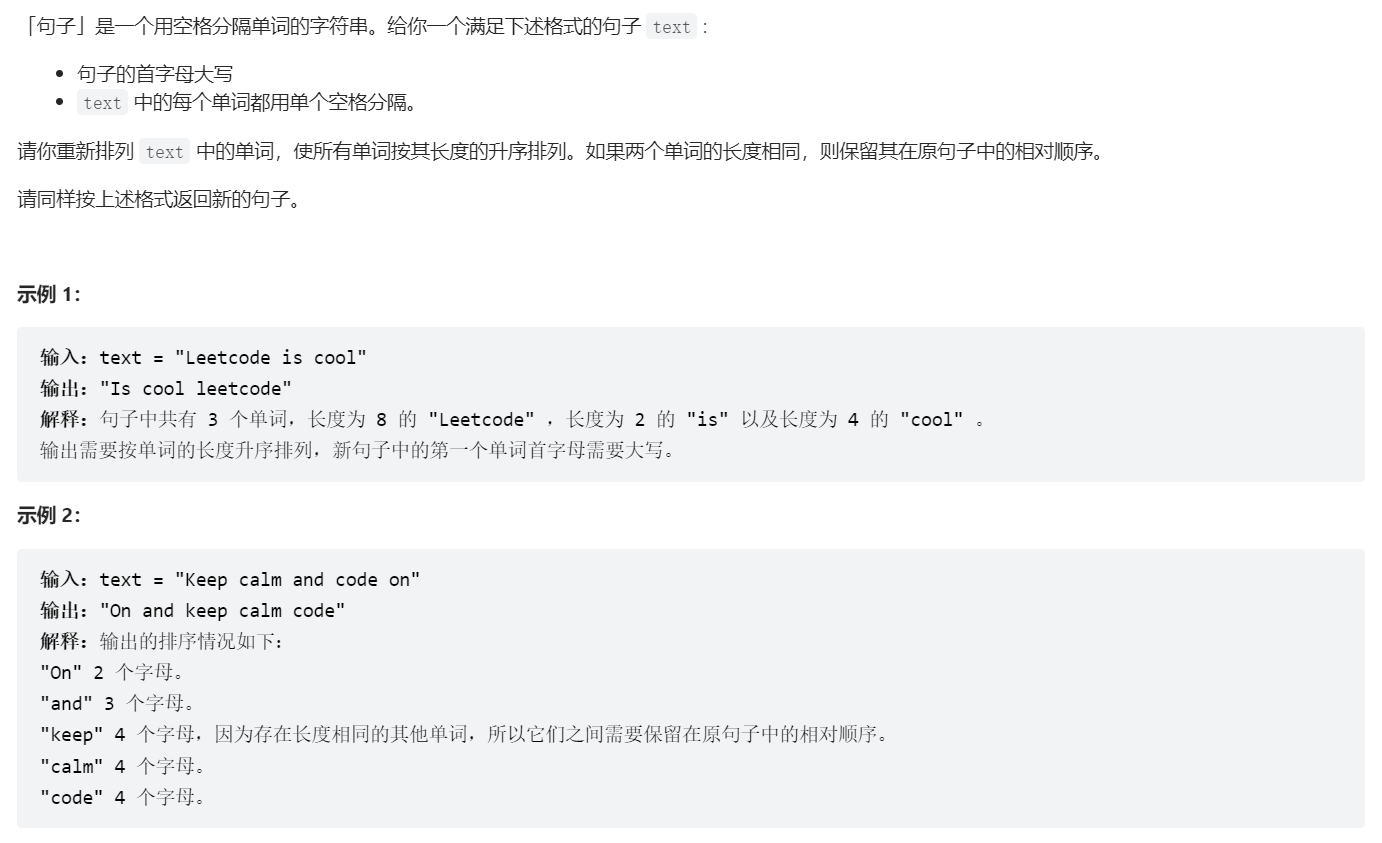 「句子」是一个用空格分隔单词的字符串。给你一个满足下述格式的句子 text :
句子的首字母大写
text 中的每个单词都用单个空格分隔。
请你重新排列 text 中的单词，使所有单词按其长度的升序排列。如果两个单词的长度相同，则保留其在原句子中的相对顺序。
请同样按上述格式返回新的句子。
示例 1：
输入：text = "Leetcode is cool"
输出："Is cool leetcode"
解释：句子中共有 3 个单词，长度为 8 的 "Leetcode" ，长度为 2 的 "is" 以及长度为 4 的 "cool" 。
输出需要按单词的长度升序排列，新句子中的第一个单词首字母需要大写。
示例 2：
输入：text = "Keep calm and code on"
输出："On and keep calm code"
解释：输出的排序情况如下：
"On" 2 个字母。
"and" 3 个字母。
"keep" 4 个字母，因为存在长度相同的其他单词，所以它们之间需要保留在原句子中的相对顺序。
"calm" 4 个字母。
"code" 4 个字母。